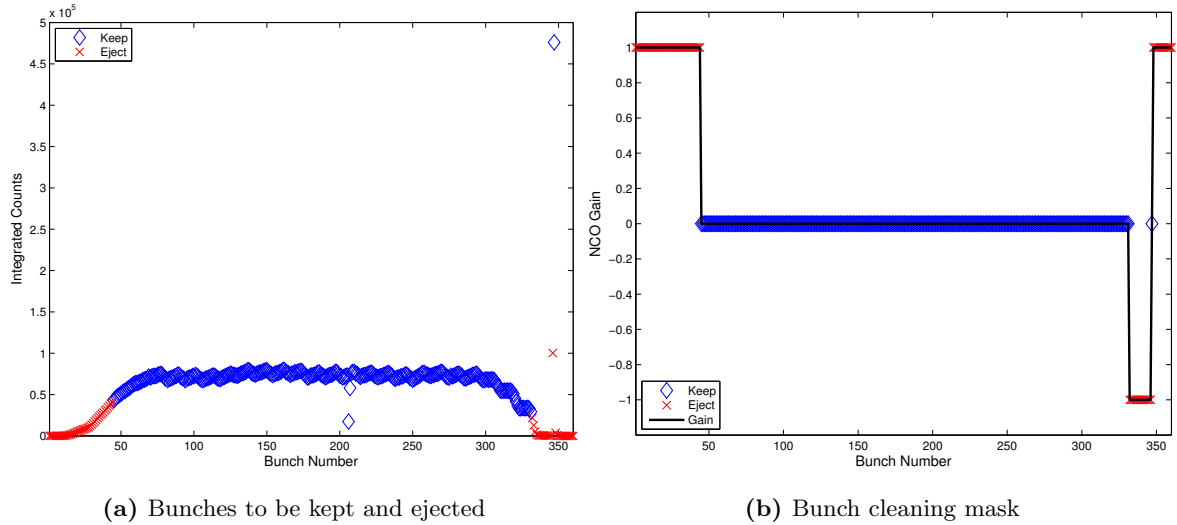 x 10⁵
5
4.5
4
3.5
3
2.5
2
1.5
1
0.5
0
50 100 150 200 250 300 350
Integrated Counts
Bunch Number
Keep
Eject
(a) Bunches to be kept and ejected
1
0.8
0.6
0.4
0.2
0
−0.2
−0.4
−0.6
−0.8
−1
50 100 150 200 250 300 350
NCO Gain
Bunch Number
Keep
Eject
Gain
(b) Bunch cleaning mask